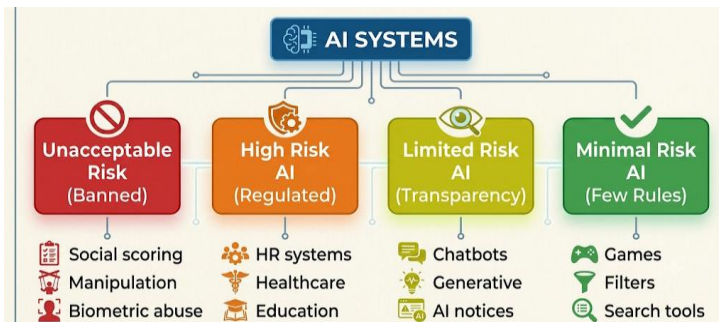 AI SYSTEMS
Unacceptable
Risk
(Banned)
High Risk
AI
(Regulated)
Limited Risk
AI
(Transparency)
Minimal Risk
AI
(Few Rules)
Social scoring
Manipulation
Biometric abuse
HR systems
Healthcare
Education
Chatbots
Generative
AI notices
Games
Filters
Search tools